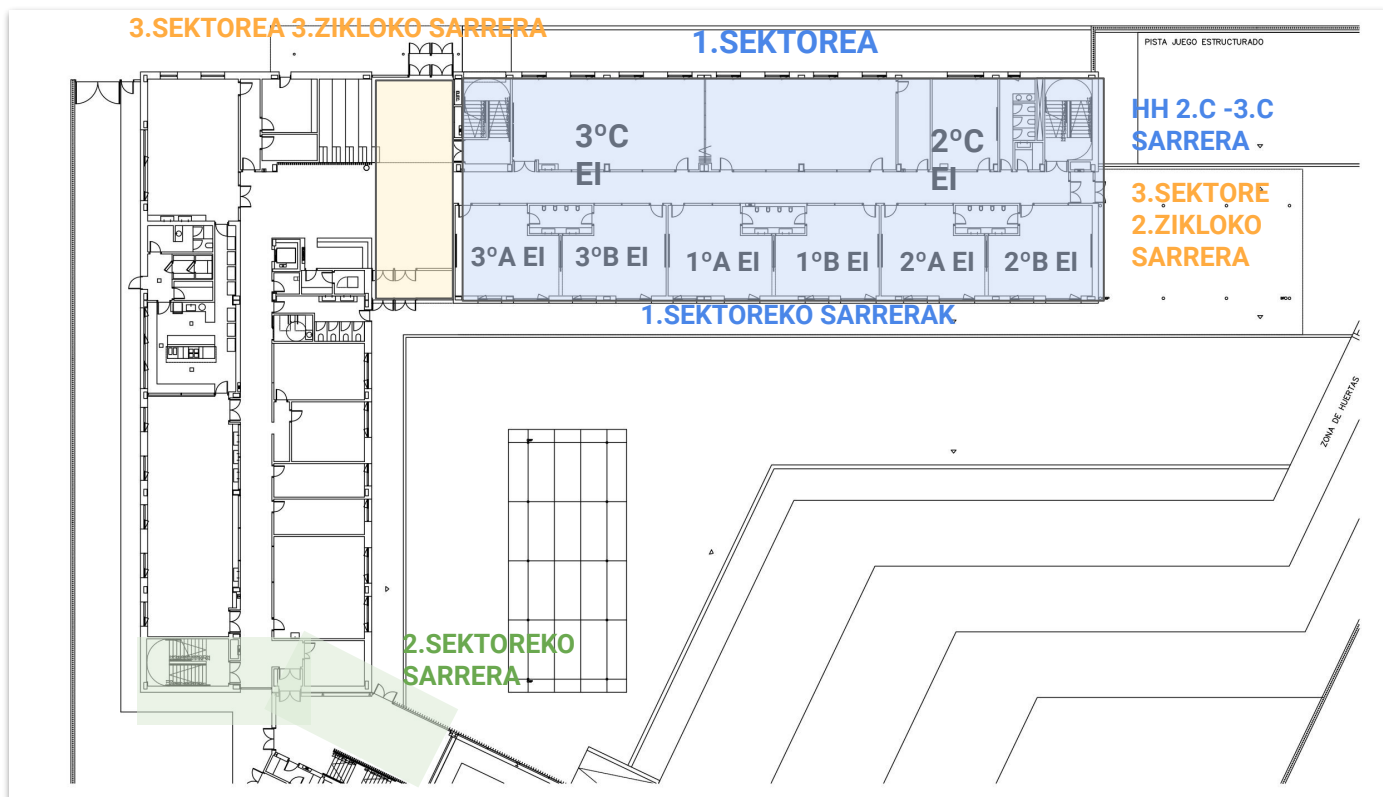 3.SEKTOREA 3.ZIKLOKO SARRERA
1.SEKTOREA
PISTA JUEGO ESTRUCTURADO
HH 2.C -3.C
SARRERA
3ºC
EI
2ºC
EI
3.SEKTORE
2.ZIKLOKO
SARRERA
3ºA EI
3ºB EI
1ºA EI
1ºB EI
2ºA EI
2ºB EI
1.SEKTOREKO SARRERAK
ZONA DE HUERTAS
2.SEKTOREKO
SARRERA